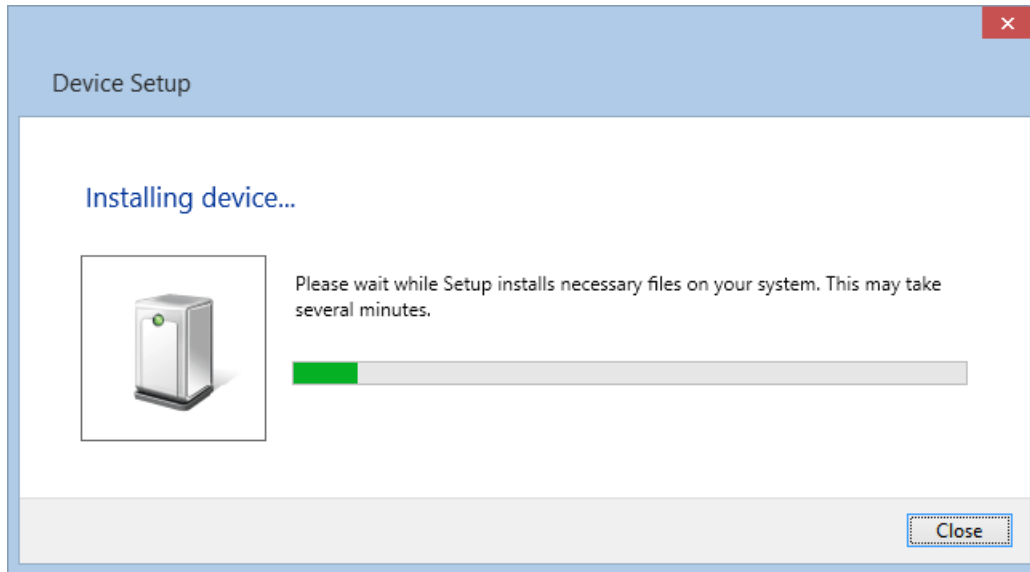 Device Setup
Installing device...
Please wait while Setup installs necessary files on your system. This may take
several minutes.
Close